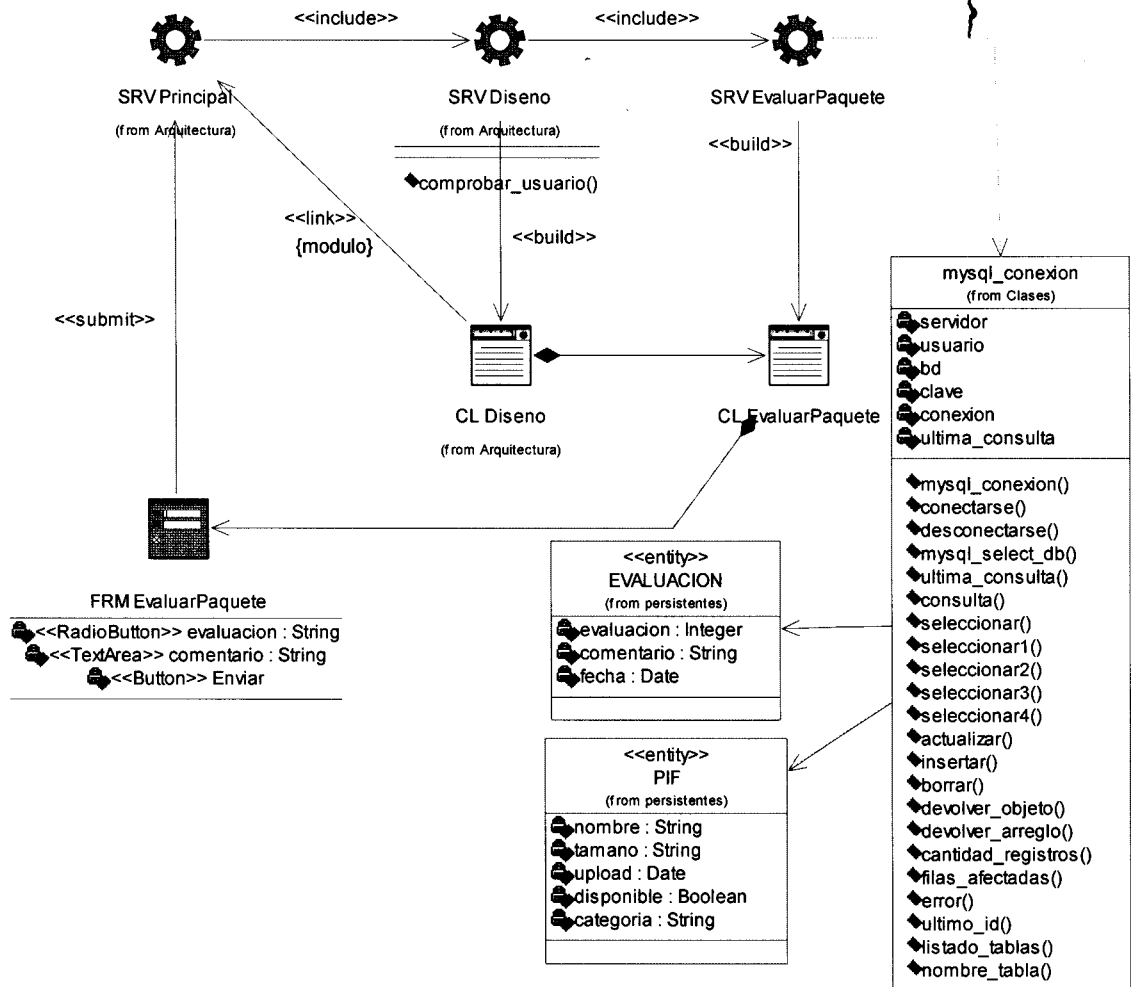 <<include>>
<<include>>
SRV Principal
(from Arquitectura)
SRV Diseno
(from Arquitectura)
comprobar_usuario()
SRV EvaluarPaquete
<<build>>
<<link>>
{modulo}
<<build>>
<<submit>>
CL Diseno
(from Arquitectura)
CL EvaluarPaquete
FRM EvaluarPaquete
<<RadioButton>> evaluacion : String
<<TextArea>> comentario : String
<<Button>> Enviar
<<entity>>
EVALUACION
(from persistentes)
evaluacion : Integer
comentario : String
fecha : Date
<<entity>>
PIF
(from persistentes)
nombre : String
tamano : String
upload : Date
disponible : Boolean
categoria : String
mysql_conexion
(from Clases)
servidor
usuario
bd
clave
conexion
ultima_consulta
mysql_conexion()
conectarse()
desconectarse()
mysql_select_db()
ultima_consulta()
consulta()
seleccionar()
seleccionar1()
seleccionar2()
seleccionar3()
seleccionar4()
actualizar()
insertar()
borrar()
devolver_objeto()
devolver_arreglo()
cantidad_registros()
filas_afectadas()
error()
ultimo_id()
listado_tablas()
nombre_tabla()